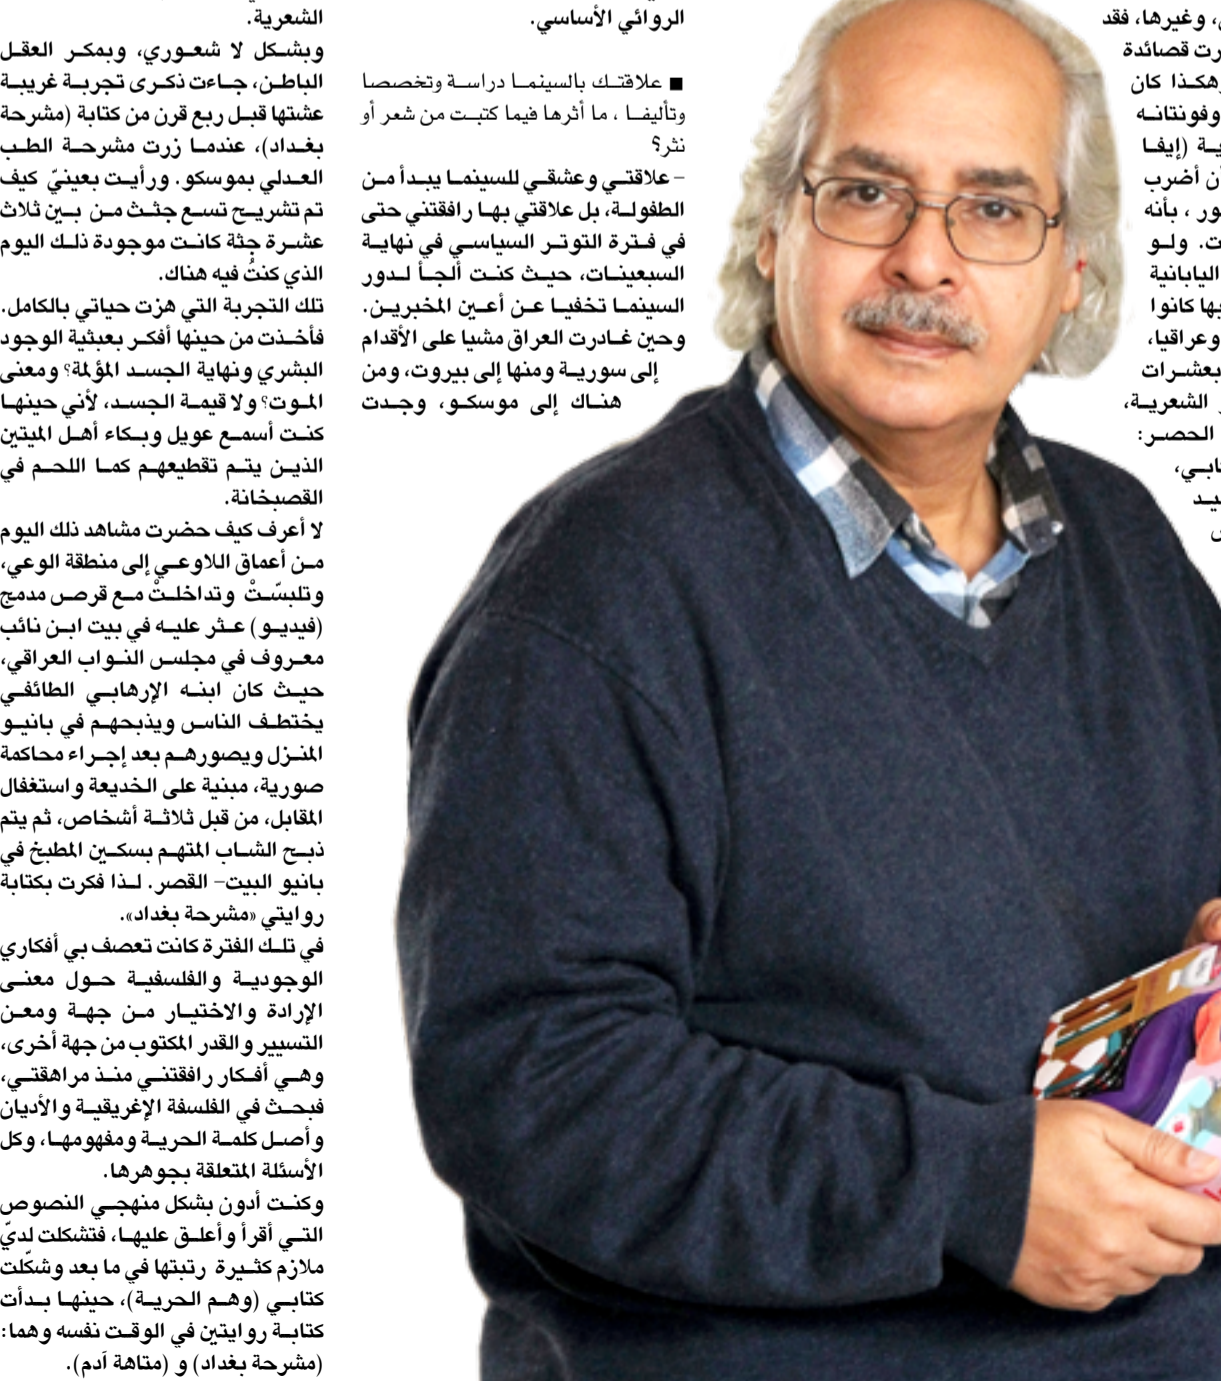 ، وغيرها، فقد
رت قصائدة
هكذا كان
وفونتانه
ية (إيفا
أن أضرب
ور ، بأنه
ت. ولو
اليابانية
بها كانوا
وعراقيا،
بعشرات
الشعرية،
الحصر:
ابي،
يد
الروائي الأساسي.
■ علاقتك بالسينما دراسة وتخصصا
وتأليفا ، ما أثرها فيما كتبت من شعر أو
نثر؟
– علاقتي وعشقي للسينما يبدأ من
الطفولة، بل علاقتي بها رافقتني حتى
في فترة التوتر السياسي في نهاية
السبعينات، حيث كنت ألجأ لدور
السينما تخفيا عن أعين المخبرين.
وحين غادرت العراق مشيا على الأقدام
إلى سورية ومنها إلى بيروت، ومن
هناك إلى موسكو، وجدت
الشعرية.
وبشكل لا شعوري، وبمكر العقل
الباطن، جاءت ذكرى تجربة غريبة
عشتها قبل ربع قرن من كتابة (مشرحة
بغداد)، عندما زرت مشرحة الطب
العدلي بموسكو. ورأيت بعينيّ كيف
تم تشريح تسع جثث من بين ثلاث
عشرة جثة كانت موجودة ذلك اليوم
الذي كنتُ فيه هناك.
تلك التجربة التي هزت حياتي بالكامل.
فأخذت من حينها أفكر بعبثية الوجود
البشري ونهاية الجسد المؤلمة؟ ومعنى
الموت؟ ولا قيمة الجسد، لأني حينها
كنت أسمع عويل وبكاء أهل الميتين
الذين يتم تقطيعهم كما اللحم في
القصبخانة.
لا أعرف كيف حضرت مشاهد ذلك اليوم
من أعماق اللاوعي إلى منطقة الوعي،
وتلبسّتْ وتداخلتْ مع قرص مدمج
(فيديو) عثر عليه في بيت ابن نائب
معروف في مجلس النواب العراقي،
حيث كان ابنه الإرهابي الطائفي
يختطف الناس ويذبحهم في بانيو
المنزل ويصورهم بعد إجراء محاكمة
صورية، مبنية على الخديعة واستغفال
المقابل، من قبل ثلاثة أشخاص، ثم يتم
ذبح الشاب المتهم بسكين المطبخ في
بانيو البيت– القصر. لذا فكرت بكتابة
روايتي «مشرحة بغداد».
في تلك الفترة كانت تعصف بي أفكاري
الوجودية والفلسفية حول معنى
الإرادة والاختيار من جهة ومعن
التسيير والقدر المكتوب من جهة أخرى،
وهي أفكار رافقتني منذ مراهقتي،
فبحث في الفلسفة الإغريقية والأديان
وأصل كلمة الحرية ومفهومها، وكل
الأسئلة المتعلقة بجوهرها.
وكنت أدون بشكل منهجي النصوص
التي أقرأ وأعلق عليها، فتشكلت لديّ
ملازم كثيرة رتبتها في ما بعد وشكّلت
كتابي (وهم الحرية)، حينها بدأت
كتابة روايتين في الوقت نفسه وهما:
(مشرحة بغداد) و (متاهة آدم).